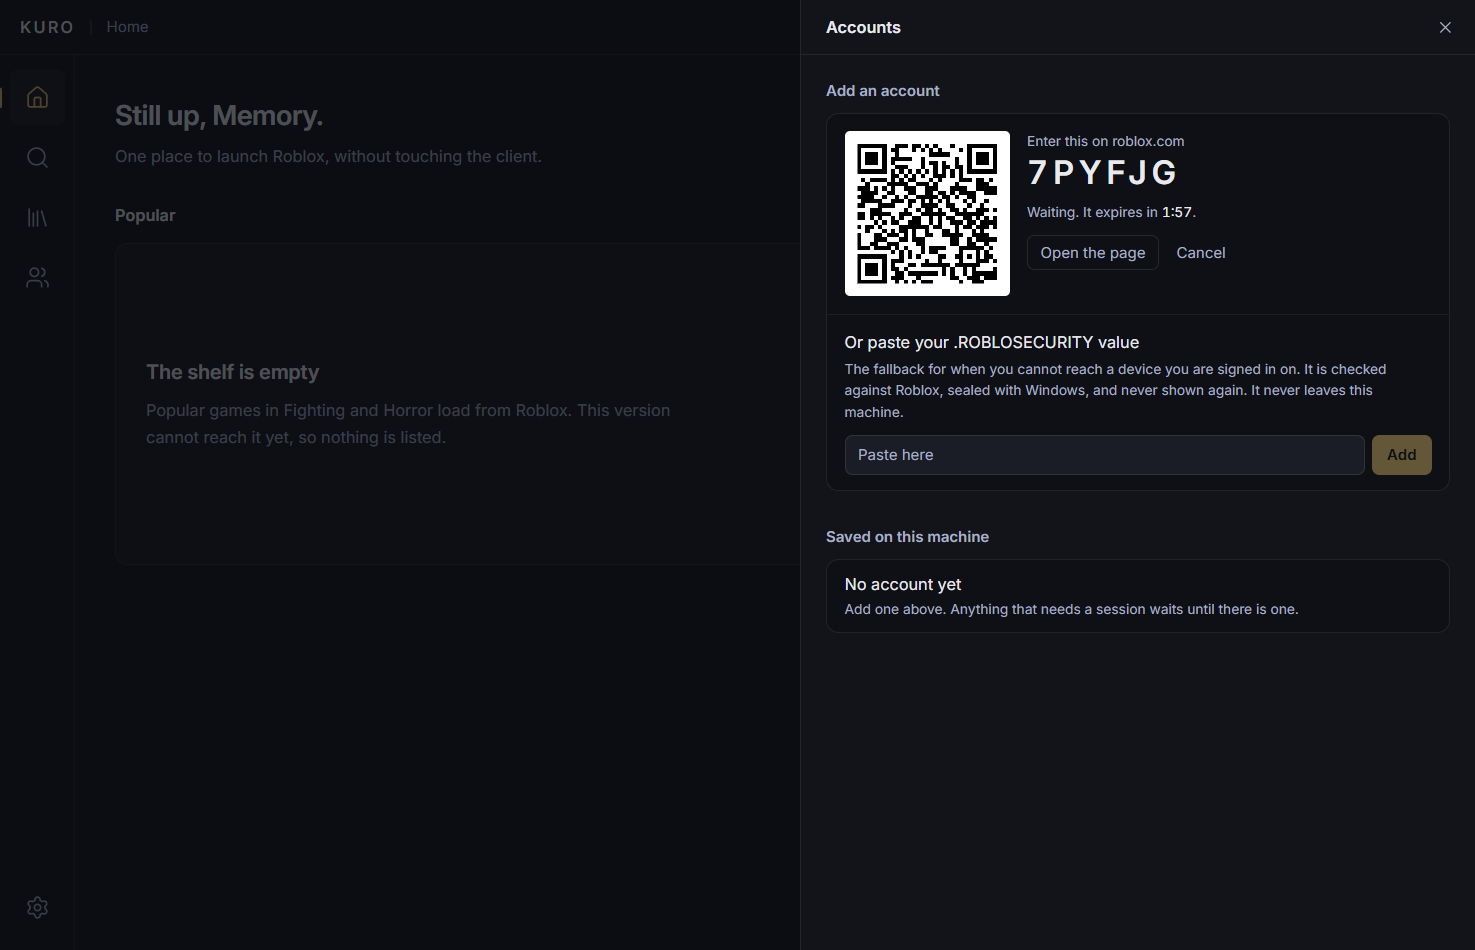 KURO
Home
Still up, Memory.
One place to launch Roblox, without touching the client.
Popular
The shelf is empty
Popular games in Fighting and Horror load from Roblox. This version
cannot reach it yet, so nothing is listed.
Accounts
Add an account
Enter this on roblox.com
7PYFJG
Waiting. It expires in 1:57.
Open the page
Cancel
Or paste your .ROBLOSECURITY value
The fallback for when you cannot reach a device you are signed in on. It is checked
against Roblox, sealed with Windows, and never shown again. It never leaves this
machine.
Paste here
Add
Saved on this machine
No account yet
Add one above. Anything that needs a session waits until there is one.